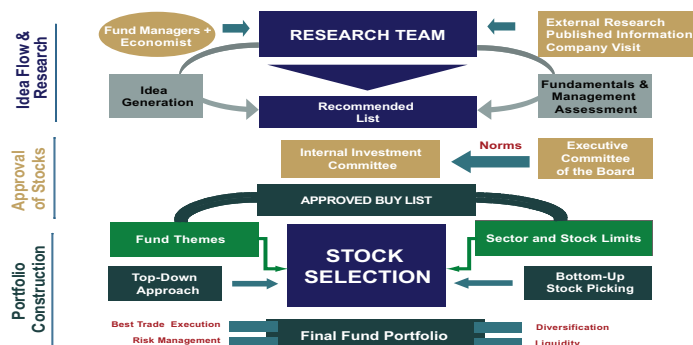 Idea Flow &
Research
Fund Managers +
Economist
RESEARCH TEAM
External Research
Published Information
Company Visit
Idea
Generation
Recommended
List
Fundamentals &
Management
Assessment
Approval
of Stocks
Internal Investment
Committee
Norms
Executive
Committee
of the Board
APPROVED BUY LIST
Portfolio
Construction
Fund Themes
STOCK
SELECTION
Sector and Stock Limits
Top-Down
Approach
Bottom-Up
Stock Picking
Best Trade Execution
Risk Management
Final Fund Portfolio
Diversification
Liquidity